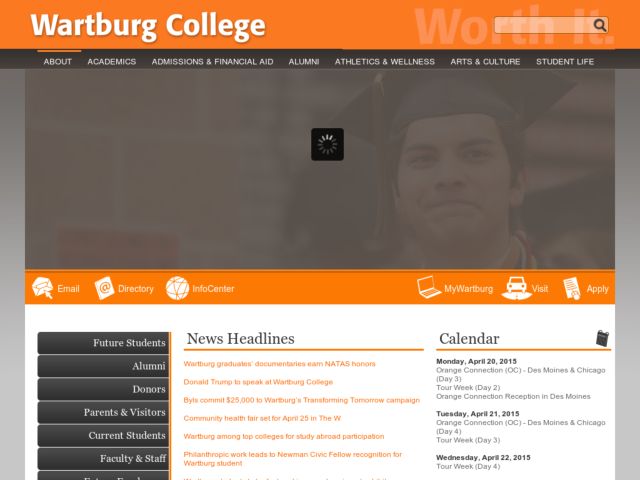 Wartburg College
Worth it.
ABOUT ACADEMICS ADMISSIONS & FINANCIAL AID ALUMNI ATHLETICS & WELLNESS ARTS & CULTURE STUDENT LIFE
Email Directory InfoCenter MyWartburg Visit Apply
Future Students
Alumni
Donors
Parents & Visitors
Current Students
Faculty & Staff
News Headlines
Wartburg graduates' documentaries earn NATAS honors
Donald Trump to speak at Wartburg College
Byls commit $25,000 to Wartburg's Transforming Tomorrow campaign
Community health fair set for April 25 in The W
Wartburg among top colleges for study abroad participation
Philanthropic work leads to Newman Civic Fellow recognition for
Wartburg student
Calendar
Monday, April 20, 2015
Orange Connection (OC) - Des Moines & Chicago
(Day 3)
Tour Week (Day 2)
Orange Connection Reception in Des Moines
Tuesday, April 21, 2015
Orange Connection (OC) - Des Moines & Chicago
(Day 4)
Tour Week (Day 3)
Wednesday, April 22, 2015
Tour Week (Day 4)